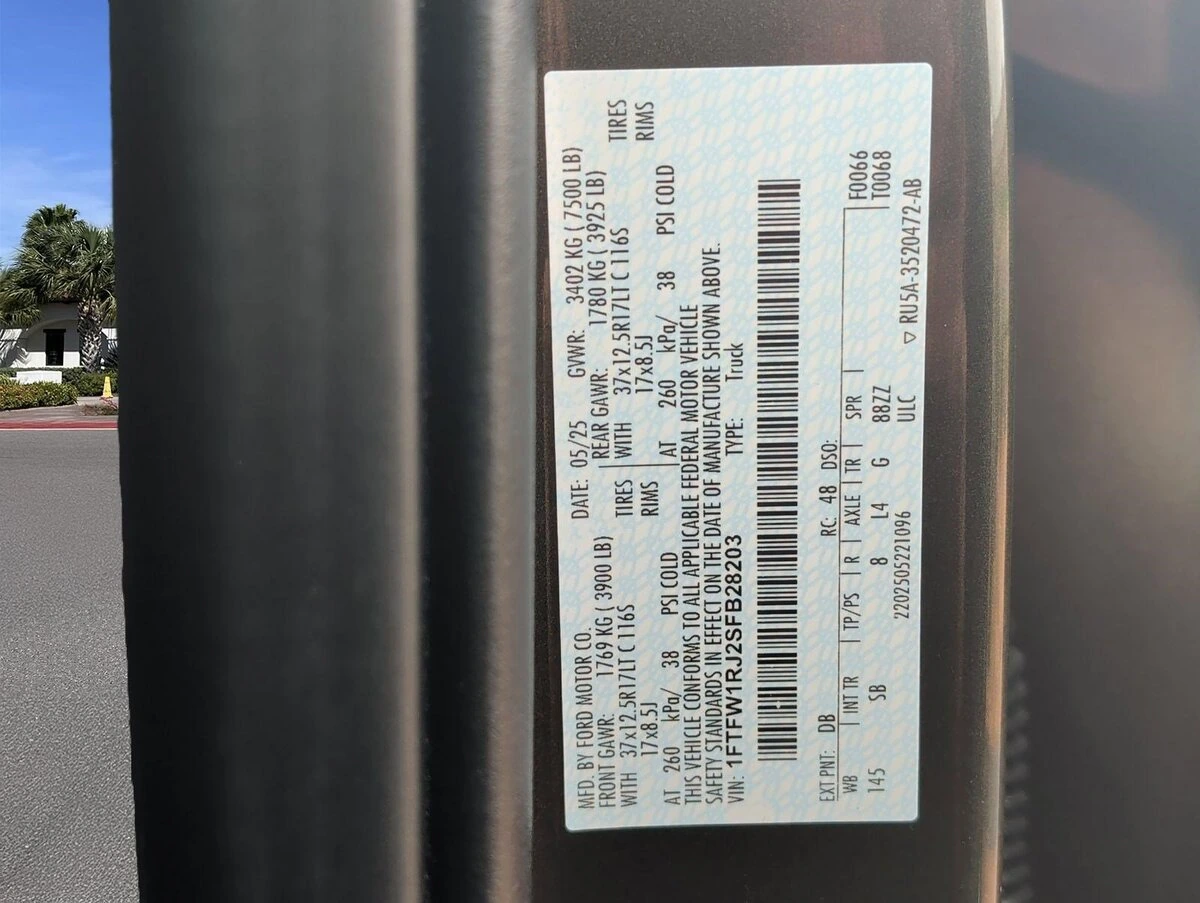 MFD. BY FORD MOTOR CO.
DATE: 05/25 GVWR: 3402 KG ( 7500 LB)
FRONT GAWR: 1769 KG ( 3900 LB)
REAR GAWR: 1780 KG ( 3925 LB)
WITH 37x12.5R17LT C 116S TIRES
WITH 37x12.5R17LT C 116S TIRES
17x8.5J RIMS
17x8.5J RIMS
AT 260 kPa/ 38 PSI COLD
AT 260 kPa/ 38 PSI COLD
THIS VEHICLE CONFORMS TO ALL APPLICABLE FEDERAL MOTOR VEHICLE
SAFETY STANDARDS IN EFFECT ON THE DATE OF MANUFACTURE SHOWN ABOVE.
VIN: 1FTFW1RJ2SFB28203 TYPE: Truck
EXT PNT: DB RC: 48 DSO:
WB INT TR TP/PS R AXLE TR SPR F0066
145 SB 8 L4 G 88ZZ T0068
2202505221096 ULC ▽ RU5A-3520472-AB